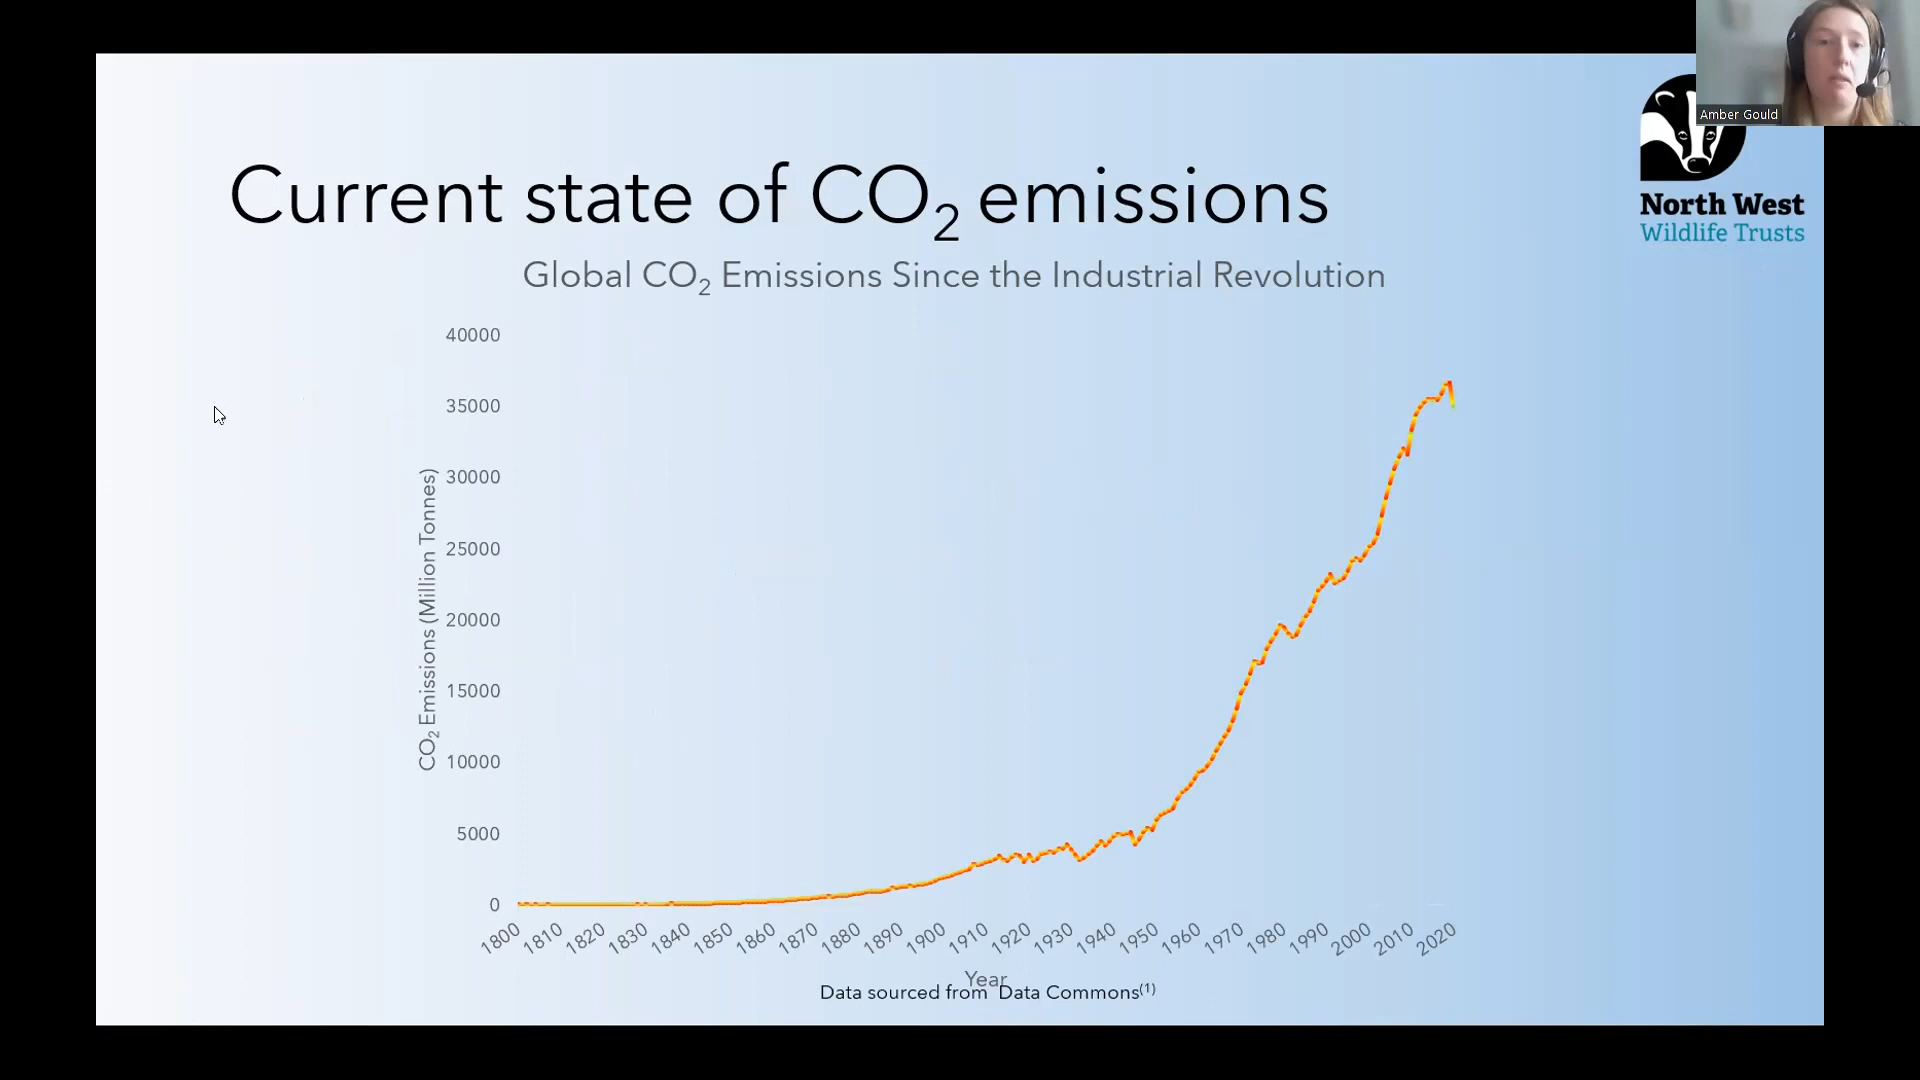 Amber Gould
North West
Wildlife Trusts
Current state of CO₂ emissions
Global CO₂ Emissions Since the Industrial Revolution
CO₂ Emissions (Million Tonnes)
40000
35000
30000
25000
20000
15000
10000
5000
0
1800 1810 1820 1830 1840 1850 1860 1870 1880 1890 1900 1910 1920 1930 1940 1950 1960 1970 1980 1990 2000 2010 2020
Year
Data sourced from Data Commons⁽¹⁾